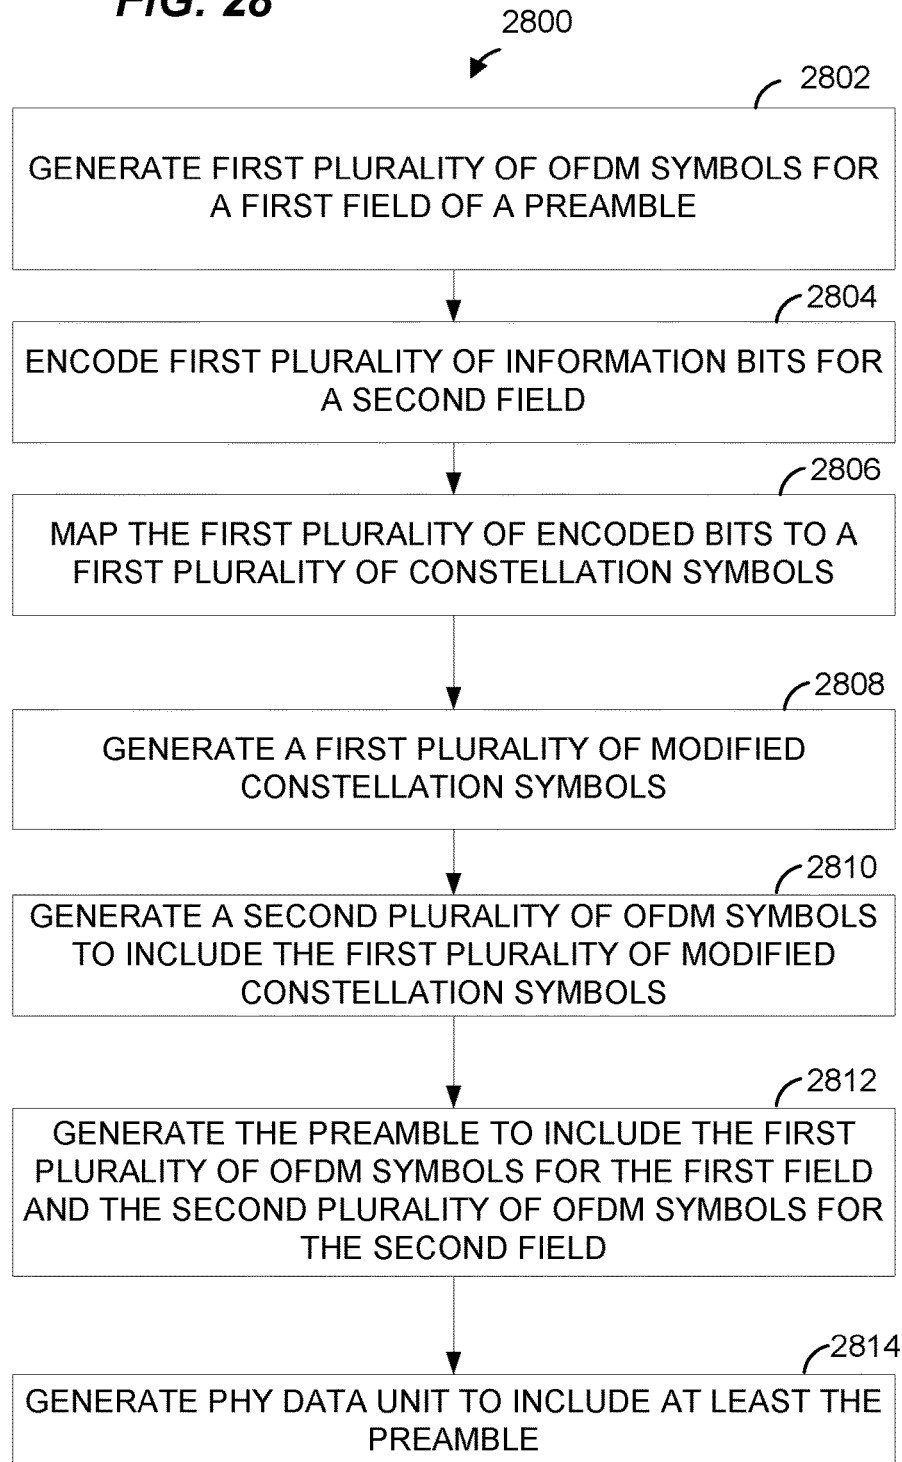 FIG. 28
2800
2802
GENERATE FIRST PLURALITY OF OFDM SYMBOLS FOR
A FIRST FIELD OF A PREAMBLE
2804
ENCODE FIRST PLURALITY OF INFORMATION BITS FOR
A SECOND FIELD
2806
MAP THE FIRST PLURALITY OF ENCODED BITS TO A
FIRST PLURALITY OF CONSTELLATION SYMBOLS
2808
GENERATE A FIRST PLURALITY OF MODIFIED
CONSTELLATION SYMBOLS
2810
GENERATE A SECOND PLURALITY OF OFDM SYMBOLS
TO INCLUDE THE FIRST PLURALITY OF MODIFIED
CONSTELLATION SYMBOLS
2812
GENERATE THE PREAMBLE TO INCLUDE THE FIRST
PLURALITY OF OFDM SYMBOLS FOR THE FIRST FIELD
AND THE SECOND PLURALITY OF OFDM SYMBOLS FOR
THE SECOND FIELD
2814
GENERATE PHY DATA UNIT TO INCLUDE AT LEAST THE
PREAMBLE